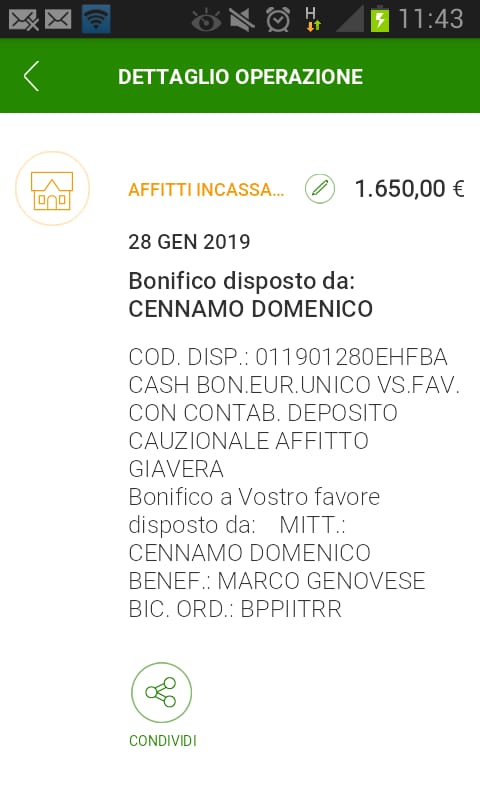 H
11:43
DETTAGLIO OPERAZIONE
AFFITTI INCASSA...
1.650,00 €
28 GEN 2019
Bonifico disposto da:
CENNAMO DOMENICO
COD. DISP.: 011901280EHFBA
CASH BON.EUR.UNICO VS.FAV.
CON CONTAB. DEPOSITO
CAUZIONALE AFFITTO
GIAVERA
Bonifico a Vostro favore
disposto da:    MITT.:
CENNAMO DOMENICO
BENEF.: MARCO GENOVESE
BIC. ORD.: BPPIITRR
CONDIVIDI